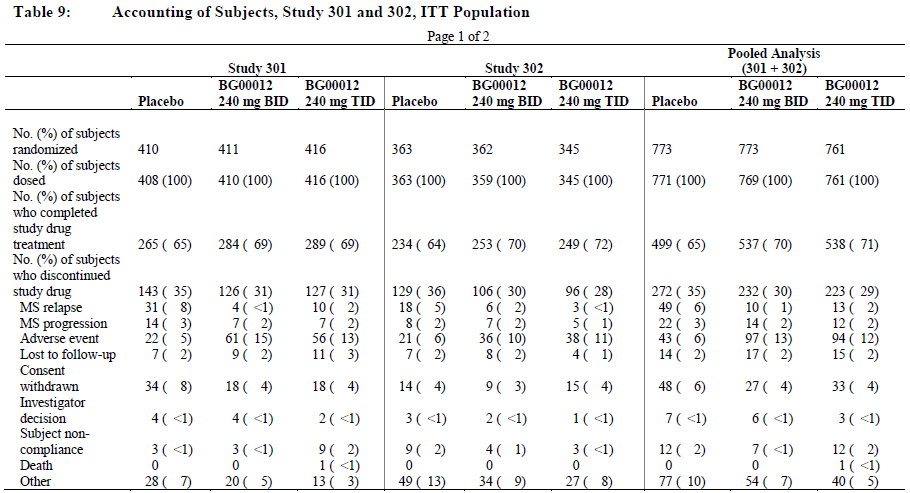 Table 9: Accounting of Subjects, Study 301 and 302, ITT Population
Page 1 of 2
Study 301 Study 302 Pooled Analysis (301 + 302)
Placebo BG00012 240 mg BID BG00012 240 mg TID Placebo BG00012 240 mg BID BG00012 240 mg TID Placebo BG00012 240 mg BID BG00012 240 mg TID
No. (%) of subjects
randomized 410 411 416 363 362 345 773 773 761
No. (%) of subjects
dosed 408 (100) 410 (100) 416 (100) 363 (100) 359 (100) 345 (100) 771 (100) 769 (100) 761 (100)
No. (%) of subjects
who completed
study drug
treatment 265 ( 65) 284 ( 69) 289 ( 69) 234 ( 64) 253 ( 70) 249 ( 72) 499 ( 65) 537 ( 70) 538 ( 71)
No. (%) of subjects
who discontinued
study drug 143 ( 35) 126 ( 31) 127 ( 31) 129 ( 36) 106 ( 30) 96 ( 28) 272 ( 35) 232 ( 30) 223 ( 29)
MS relapse 31 ( 8) 4 ( <1) 10 ( 2) 18 ( 5) 6 ( 2) 3 ( <1) 49 ( 6) 10 ( 1) 13 ( 2)
MS progression 14 ( 3) 7 ( 2) 7 ( 2) 8 ( 2) 7 ( 2) 5 ( 1) 22 ( 3) 14 ( 2) 12 ( 2)
Adverse event 22 ( 5) 61 ( 15) 56 ( 13) 21 ( 6) 36 ( 10) 38 ( 11) 43 ( 6) 97 ( 13) 94 ( 12)
Lost to follow-up 7 ( 2) 9 ( 2) 11 ( 3) 7 ( 2) 8 ( 2) 4 ( 1) 14 ( 2) 17 ( 2) 15 ( 2)
Consent
withdrawn 34 ( 8) 18 ( 4) 18 ( 4) 14 ( 4) 9 ( 3) 15 ( 4) 48 ( 6) 27 ( 4) 33 ( 4)
Investigator
decision 4 ( <1) 4 ( <1) 2 ( <1) 3 ( <1) 2 ( <1) 1 ( <1) 7 ( <1) 6 ( <1) 3 ( <1)
Subject non-
compliance 3 ( <1) 3 ( <1) 9 ( 2) 9 ( 2) 4 ( 1) 3 ( <1) 12 ( 2) 7 ( <1) 12 ( 2)
Death 0 0 1 ( <1) 0 0 0 0 0 1 ( <1)
Other 28 ( 7) 20 ( 5) 13 ( 3) 49 ( 13) 34 ( 9) 27 ( 8) 77 ( 10) 54 ( 7) 40 ( 5)